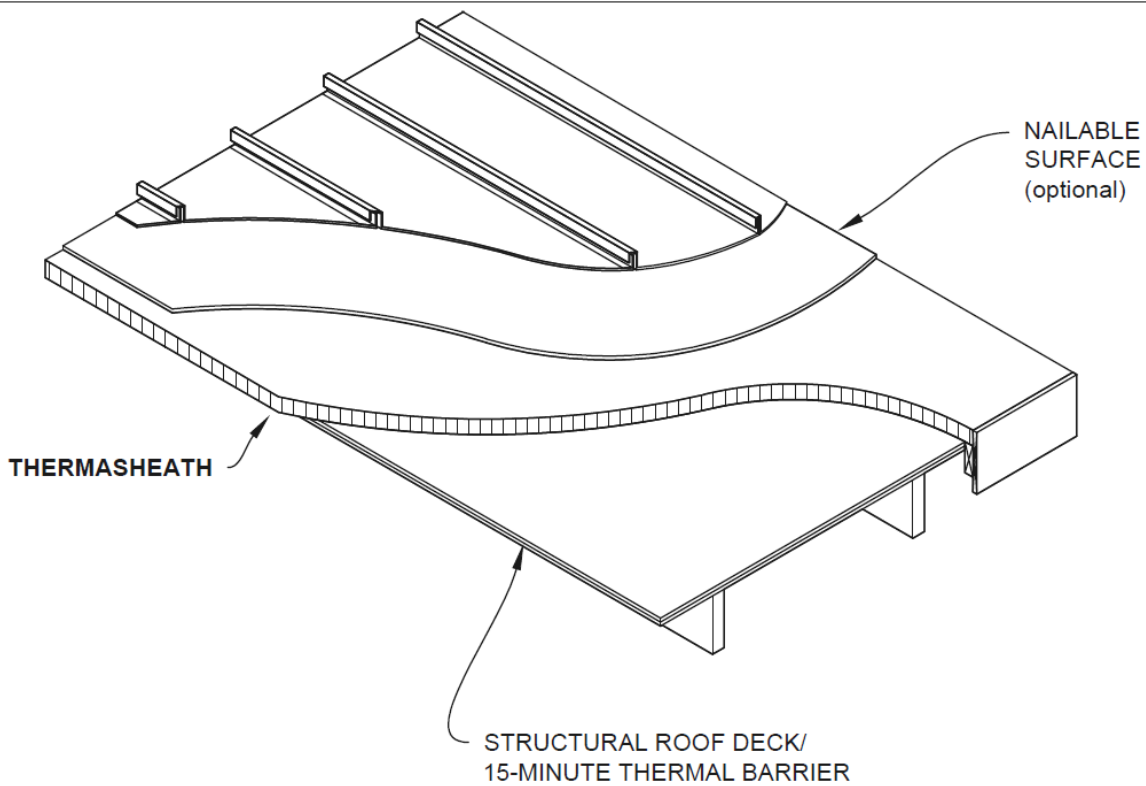 NAILABLE
SURFACE
(optional)
THERMASHEATH
STRUCTURAL ROOF DECK/
15-MINUTE THERMAL BARRIER